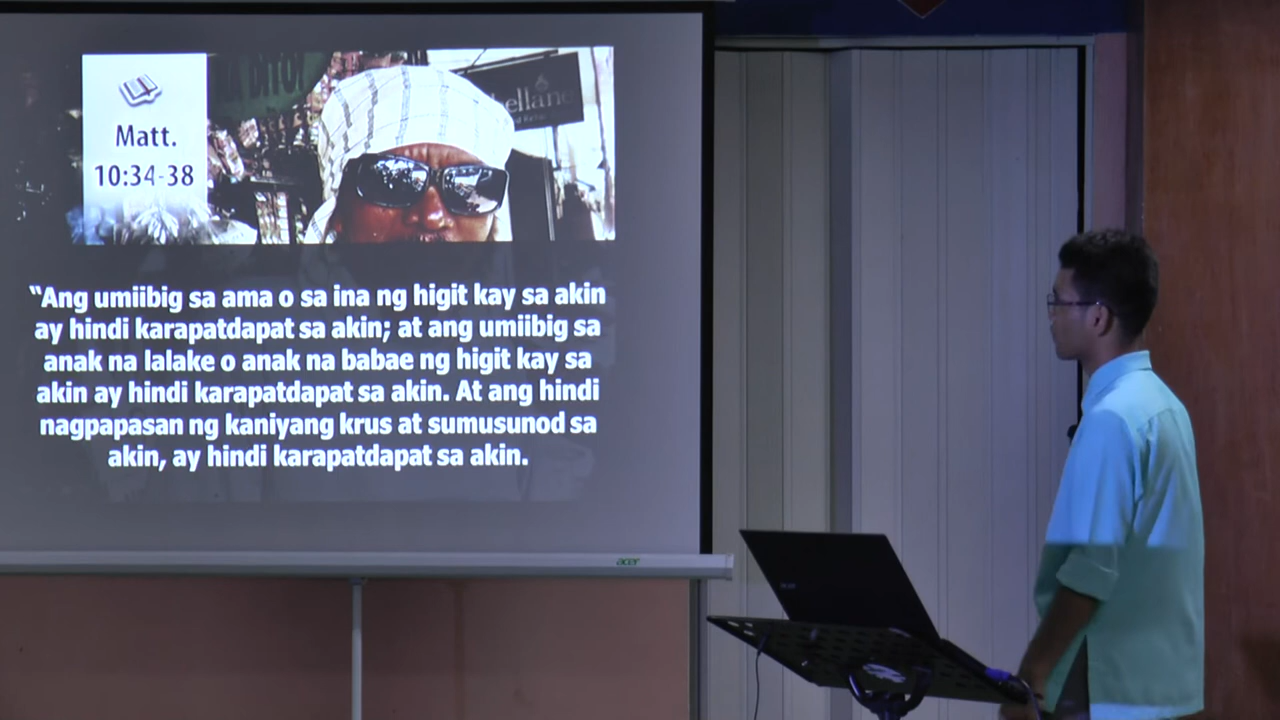 Matt.
10:34-38
“Ang umiibig sa ama o sa ina ng higit kay sa akin
ay hindi karapatdapat sa akin; at ang umiibig sa
anak na lalake o anak na babae ng higit kay sa
akin ay hindi karapatdapat sa akin. At ang hindi
nagpapasan ng kaniyang krus at sumusunod sa
akin, ay hindi karapatdapat sa akin.
acer